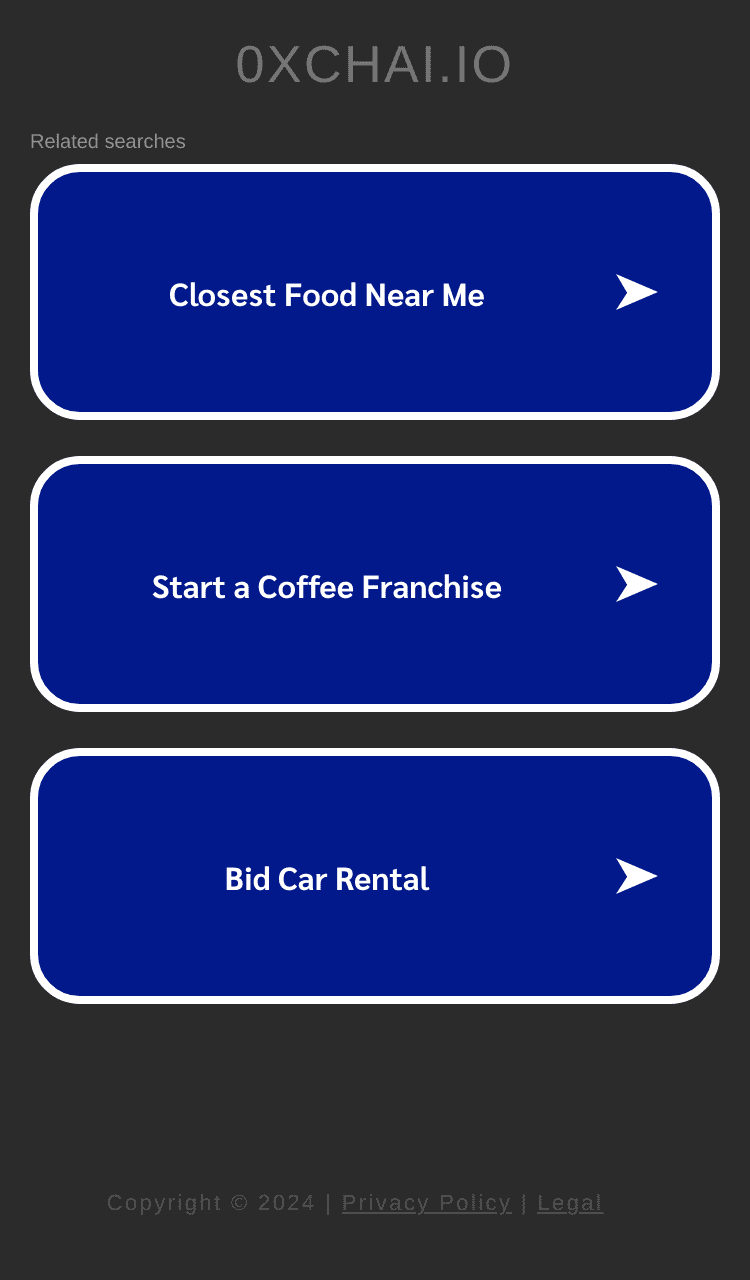 0XCHAI.IO
Related searches
Closest Food Near Me
Start a Coffee Franchise
Bid Car Rental
Copyright © 2024 | Privacy Policy | Legal